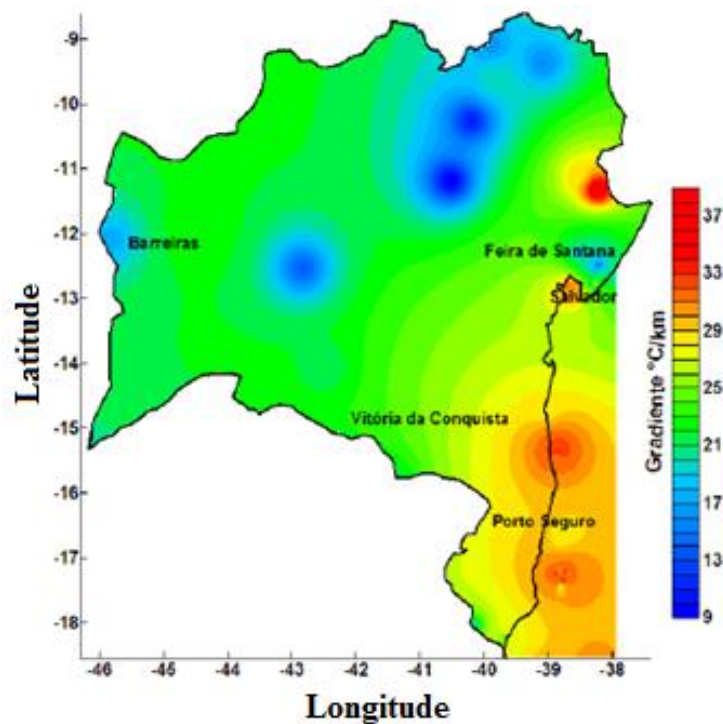 -9
-10
-11
-12
-13
-14
-15
-16
-17
-18
Latitude
Barreiras
Feira de Santana
Salvador
Vitória da Conquista
Porto Seguro
-46 -45 -44 -43 -42 -41 -40 -39 -38
Longitude
Gradiente °C/km
37
33
29
25
21
17
13
9